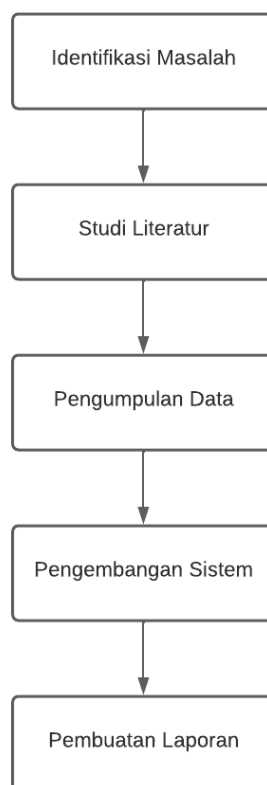 Identifikasi Masalah
Studi Literatur
Pengumpulan Data
Pengembangan Sistem
Pembuatan Laporan